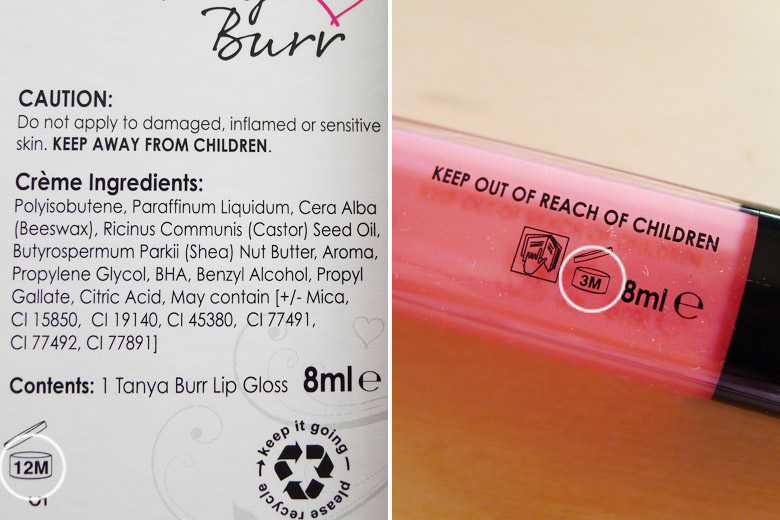 Burr
CAUTION:
Do not apply to damaged, inflamed or sensitive
skin. KEEP AWAY FROM CHILDREN.
Crème Ingredients:
Polyisobutene, Paraffinum Liquidum, Cera Alba
(Beeswax), Ricinus Communis (Castor) Seed Oil,
Butyrospermum Parkii (Shea) Nut Butter, Aroma,
Propylene Glycol, BHA, Benzyl Alcohol, Propyl
Gallate, Citric Acid, May contain [+/- Mica,
CI 15850, CI 19140, CI 45380, CI 77491,
CI 77492, CI 77891]
Contents: 1 Tanya Burr Lip Gloss 8ml e
12M
keep it going
please recycle
KEEP OUT OF REACH OF CHILDREN
3M
8ml e